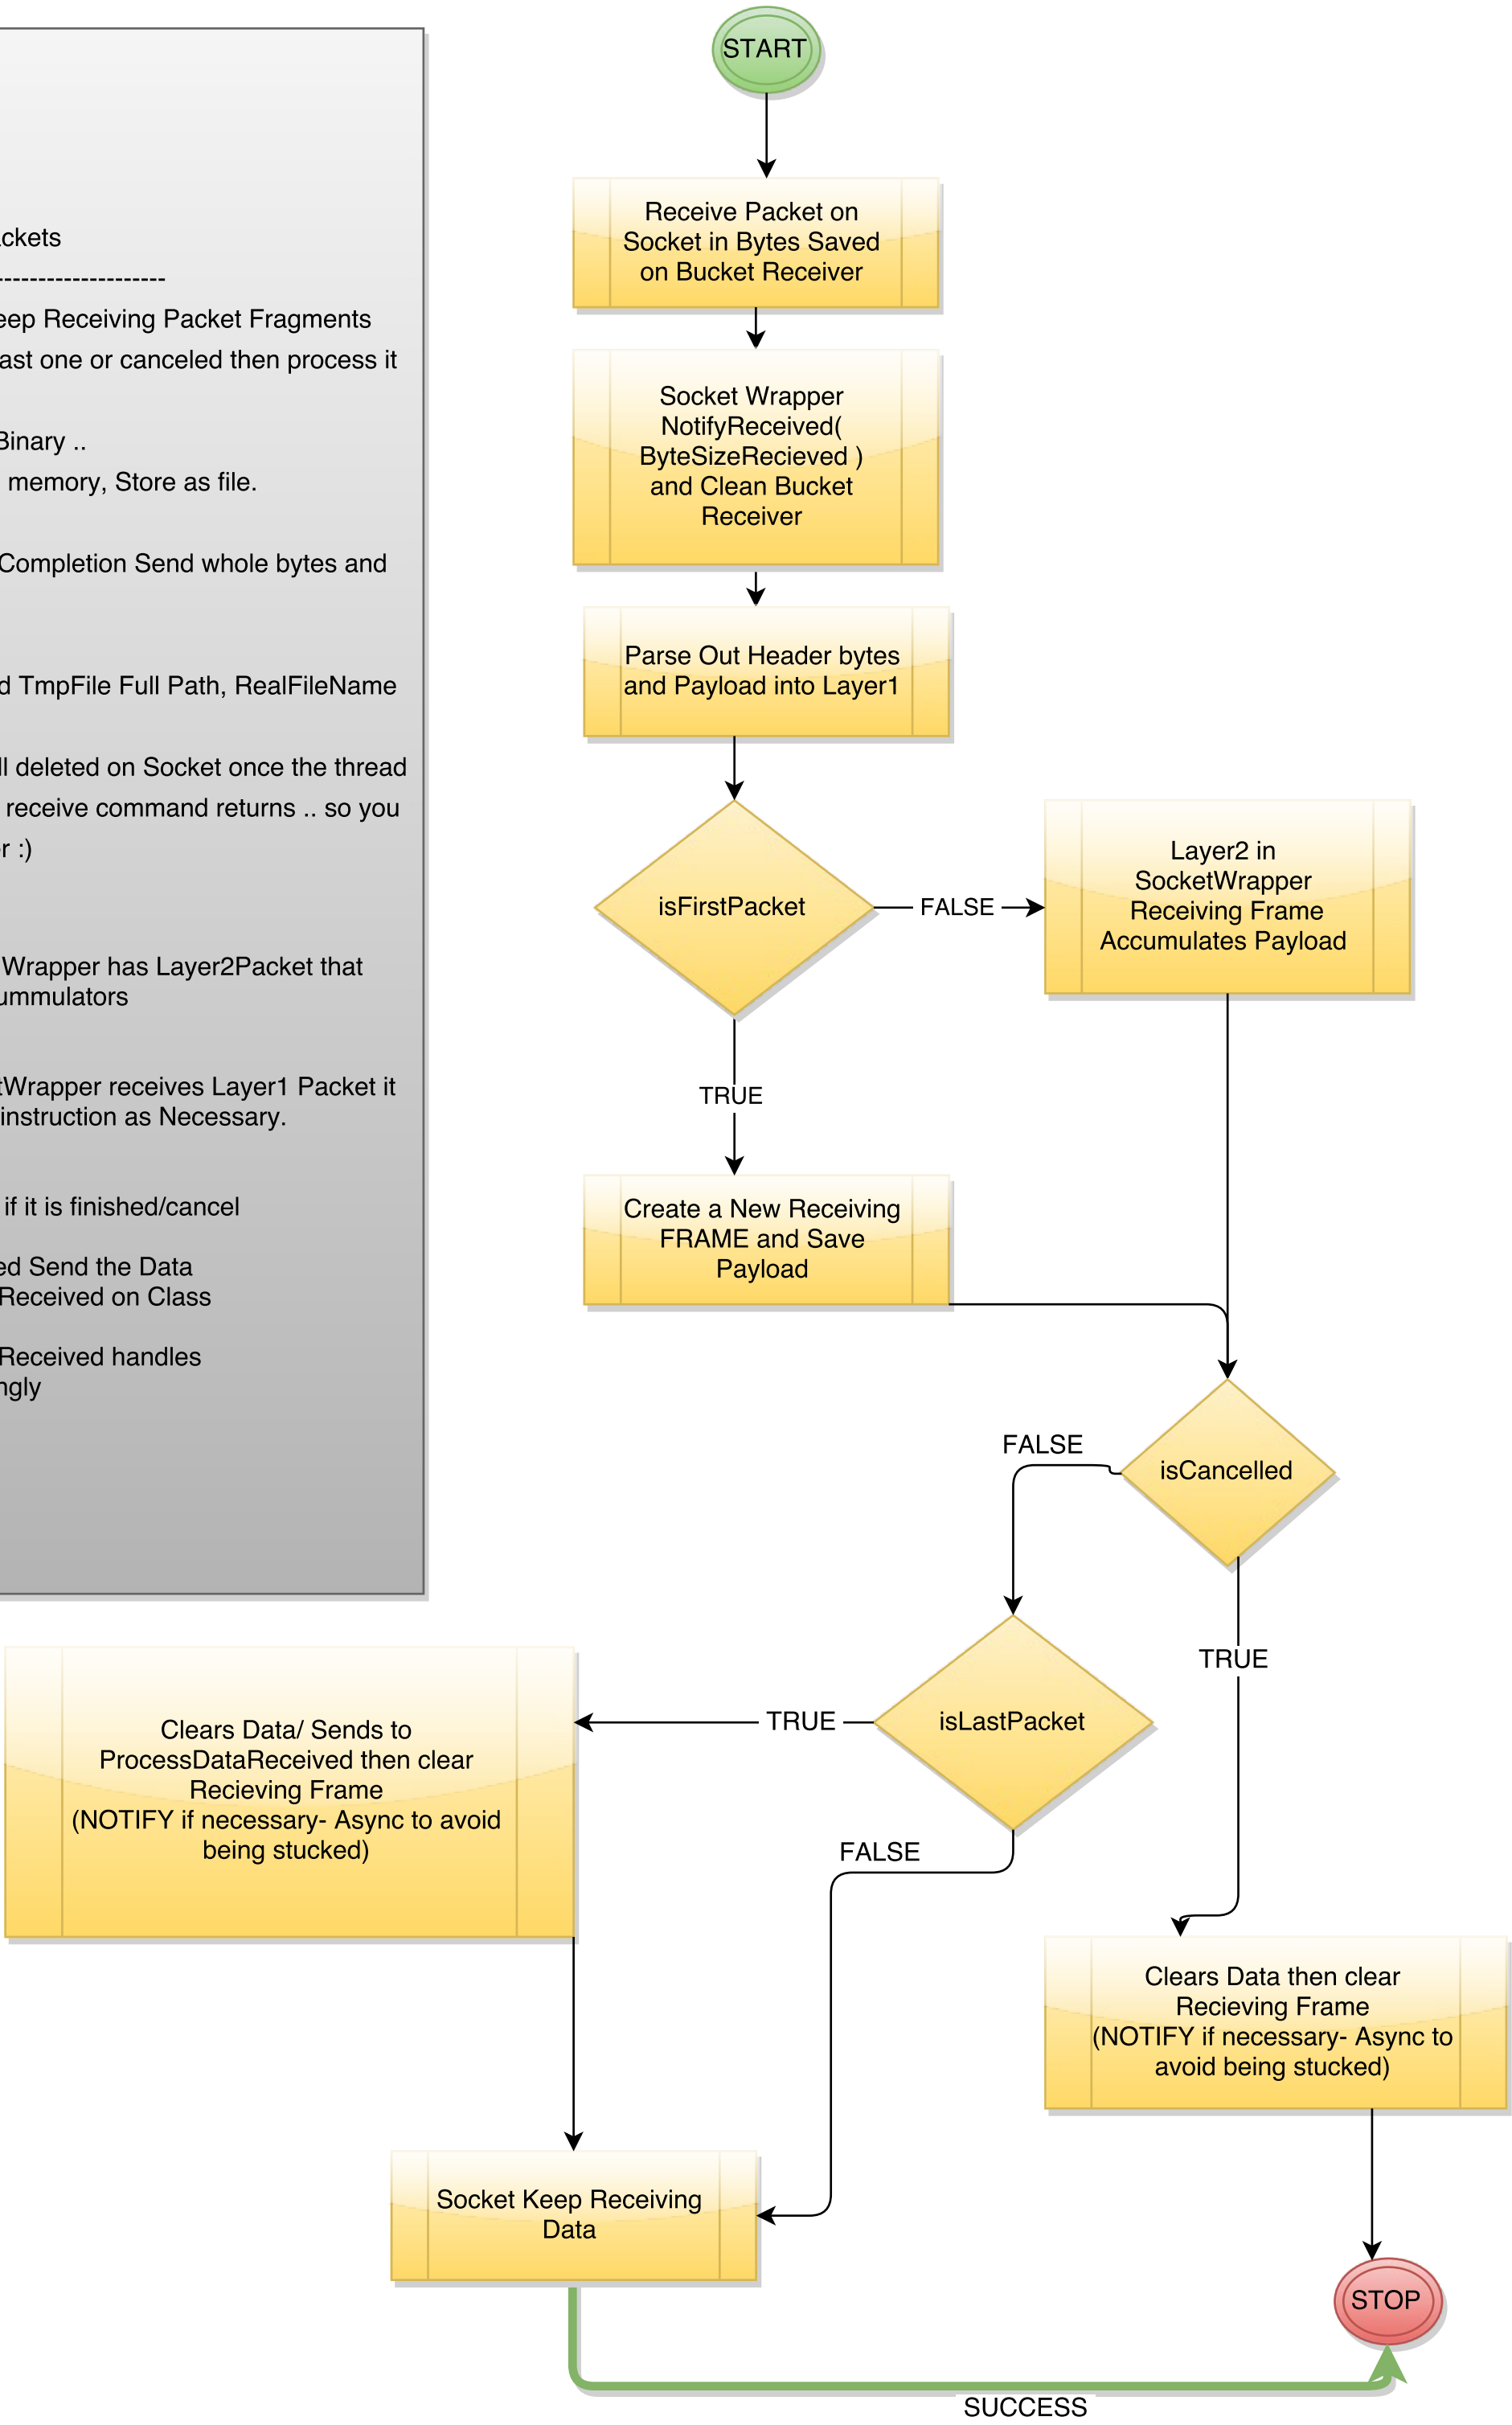 START
Receive Packet on
Socket in Bytes Saved
on Bucket Receiver
Socket Wrapper
NotifyReceived(
ByteSizeRecieved )
and Clean Bucket
Receiver
Parse Out Header bytes
and Payload into Layer1
isFirstPacket
FALSE
Layer2 in
SocketWrapper
Receiving Frame
Accumulates Payload
TRUE
Create a New Receiving
FRAME and Save
Payload
isCancelled
FALSE
TRUE
isLastPacket
TRUE
FALSE
Clears Data/ Sends to
ProcessDataReceived then clear
Recieving Frame
(NOTIFY if necessary- Async to avoid
being stucked)
Clears Data then clear
Recieving Frame
(NOTIFY if necessary- Async to
avoid being stucked)
Socket Keep Receiving
Data
STOP
SUCCESS
ckets
--------------------
eep Receiving Packet Fragments
ast one or canceled then process it
Binary ..
memory, Store as file.
Completion Send whole bytes and
d TmpFile Full Path, RealFileName
ll deleted on Socket once the thread
receive command returns .. so you
r :)
Wrapper has Layer2Packet that
ummulators
tWrapper receives Layer1 Packet it
instruction as Necessary.
if it is finished/cancel
ed Send the Data
Received on Class
Received handles
ngly